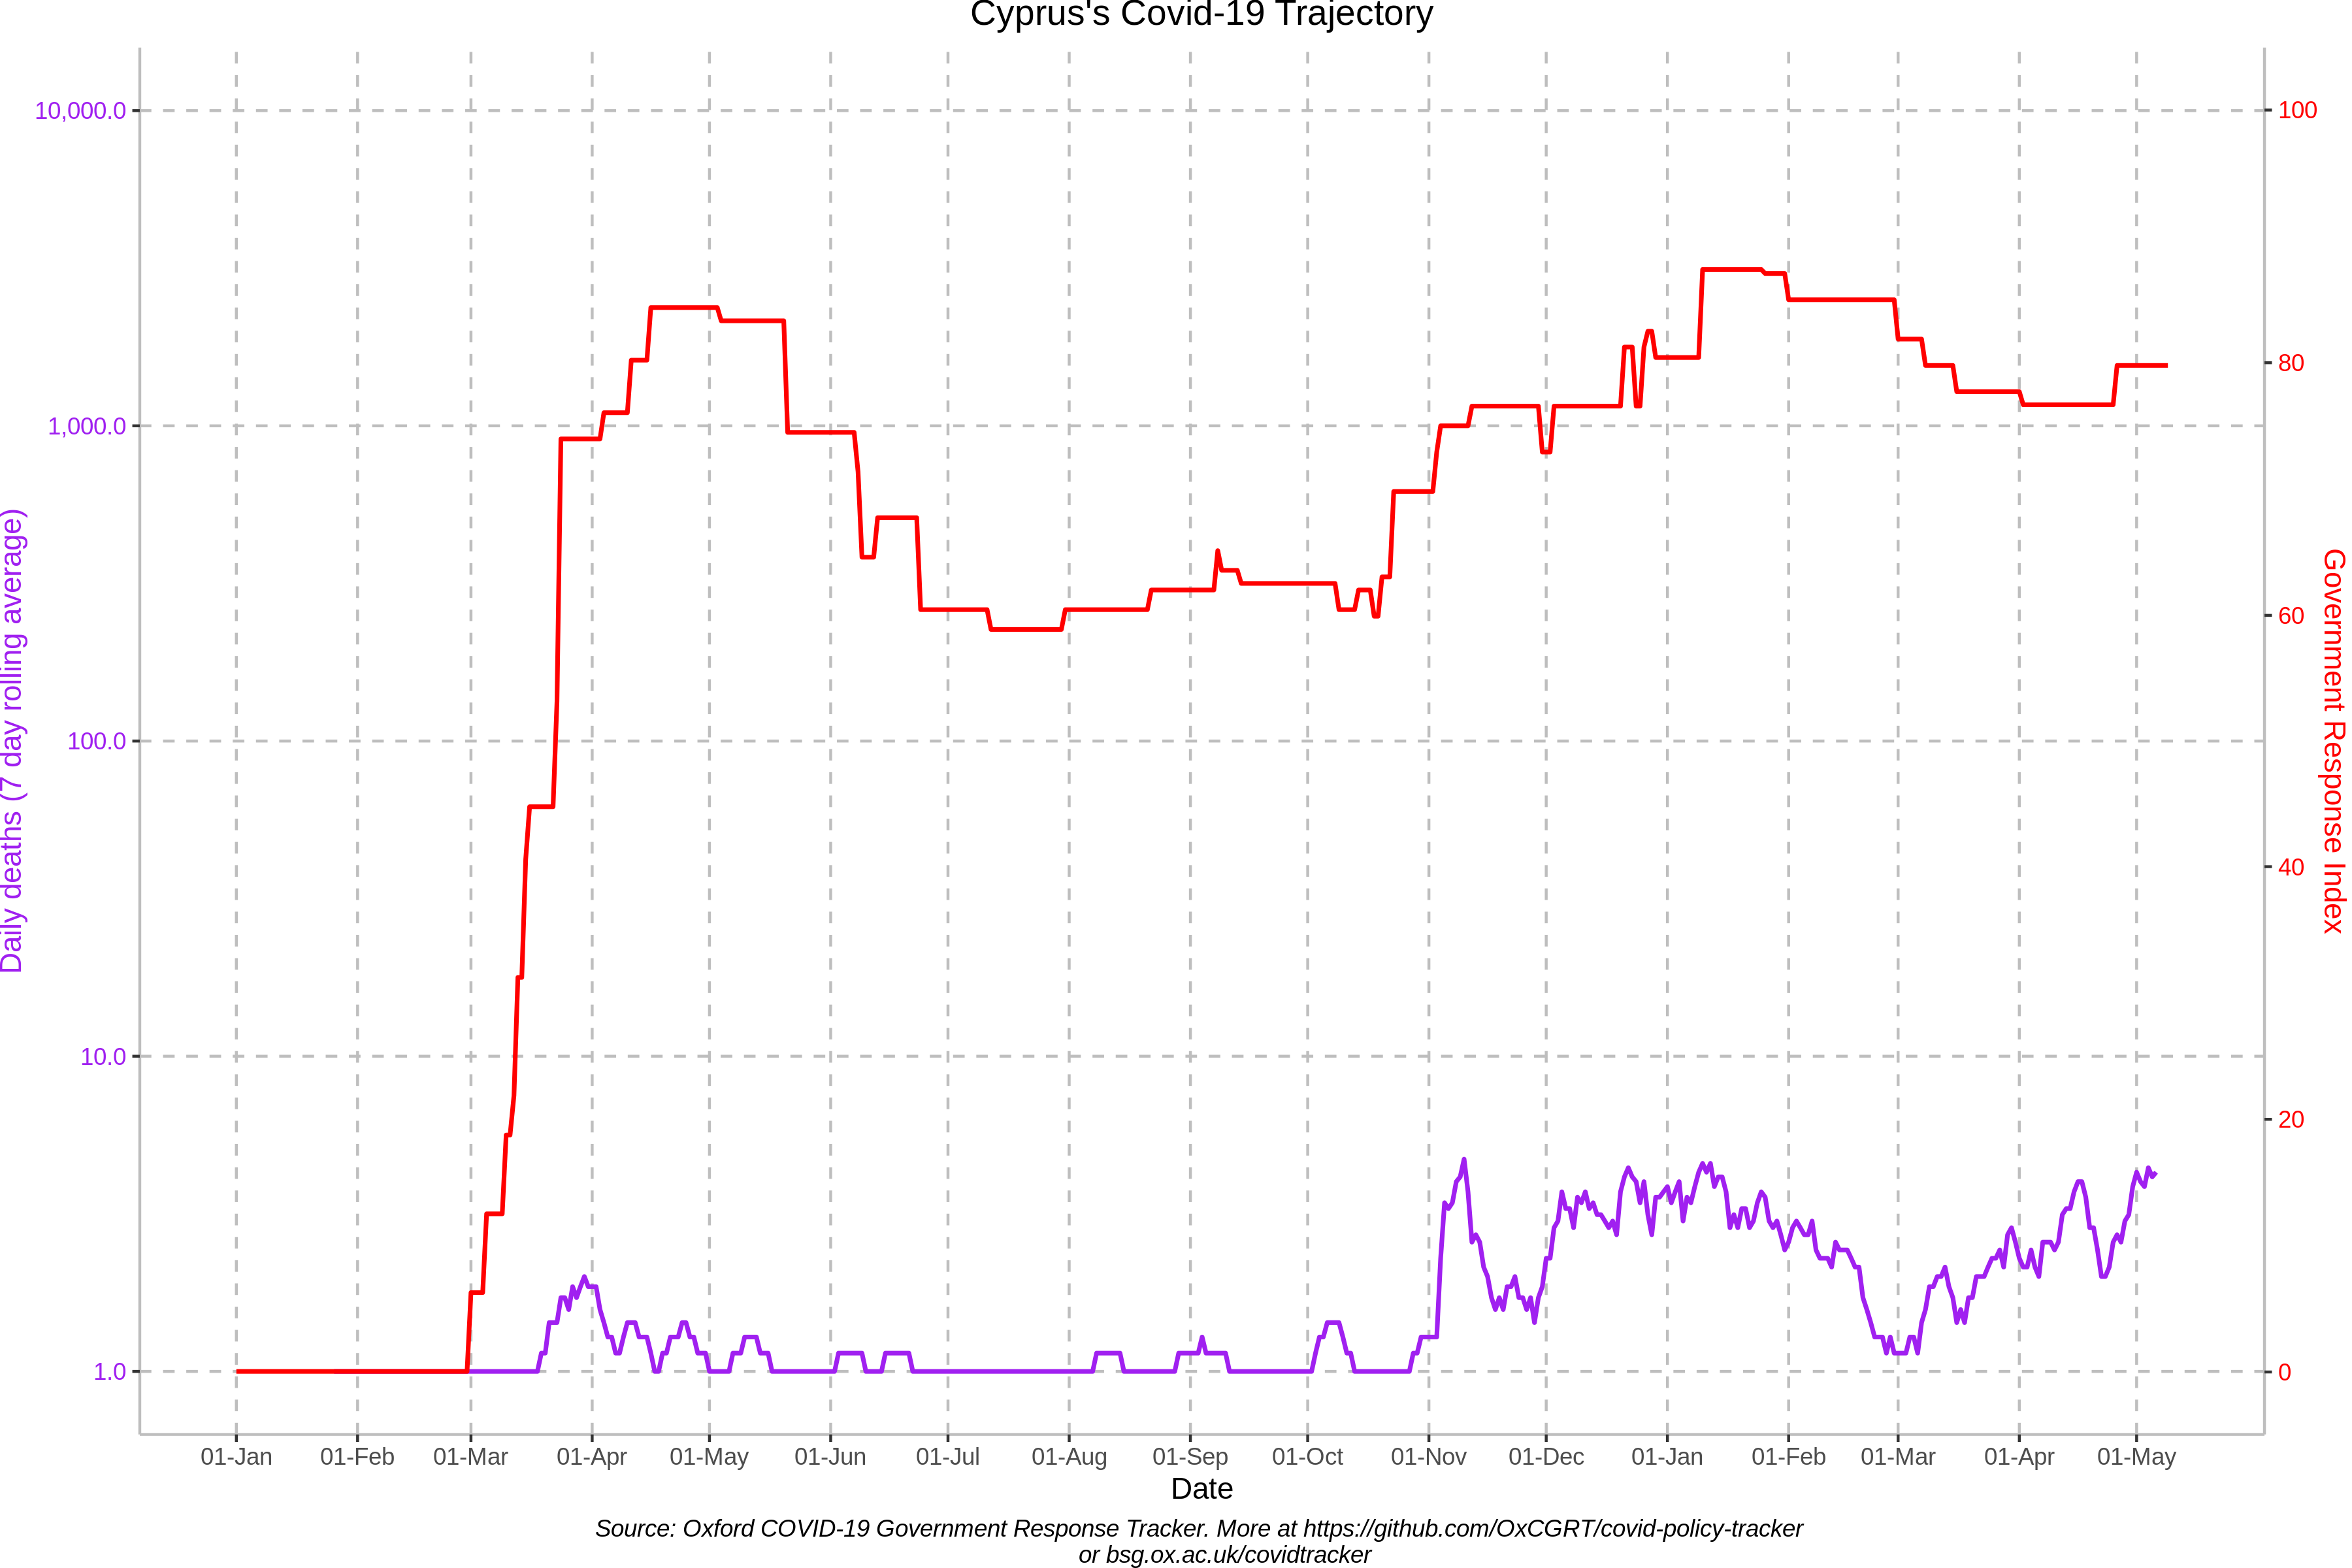 Cyprus's Covid-19 Trajectory
10,000.0
1,000.0
100.0
10.0
1.0
Daily deaths (7 day rolling average)
100
80
60
40
20
0
Government Response Index
01-Jan 01-Feb 01-Mar 01-Apr 01-May 01-Jun 01-Jul 01-Aug 01-Sep 01-Oct 01-Nov 01-Dec 01-Jan 01-Feb 01-Mar 01-Apr 01-May
Date
Source: Oxford COVID-19 Government Response Tracker. More at https://github.com/OxCGRT/covid-policy-tracker
or bsg.ox.ac.uk/covidtracker